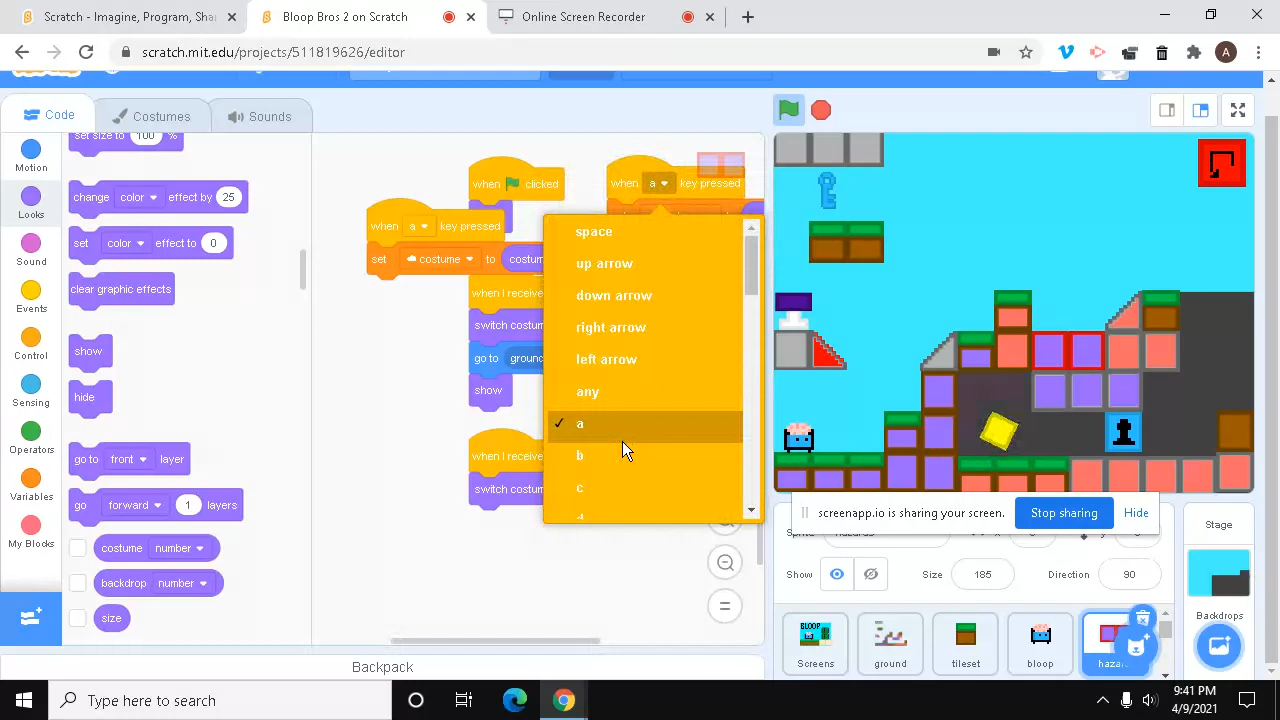 Scratch - Imagine, Program, Sha
Bloop Bros 2 on Scratch
Online Screen Recorder
scratch.mit.edu/projects/511819626/editor
A
Code
Costumes
Sounds
Motion
Looks
Sound
Events
Control
Sensing
Operators
Variables
My Blocks
set size to 100 %
change color effect by 25
set color effect to 0
clear graphic effects
show
hide
go to front layer
go forward 1 layers
costume number
backdrop number
size
when clicked
when a key pressed
when a key pressed
set costume to costum
when I receive
switch costum
go to ground
show
when I receive
switch costum
space
up arrow
down arrow
right arrow
left arrow
any
a
b
c
Backpack
screenapp.io is sharing your screen.
Stop sharing
Hide
Show
Size
185
Direction
90
Stage
Backdrops
BLOOP
Screens
ground
tileset
bloop
haza
Type here to search
9:41 PM
4/9/2021